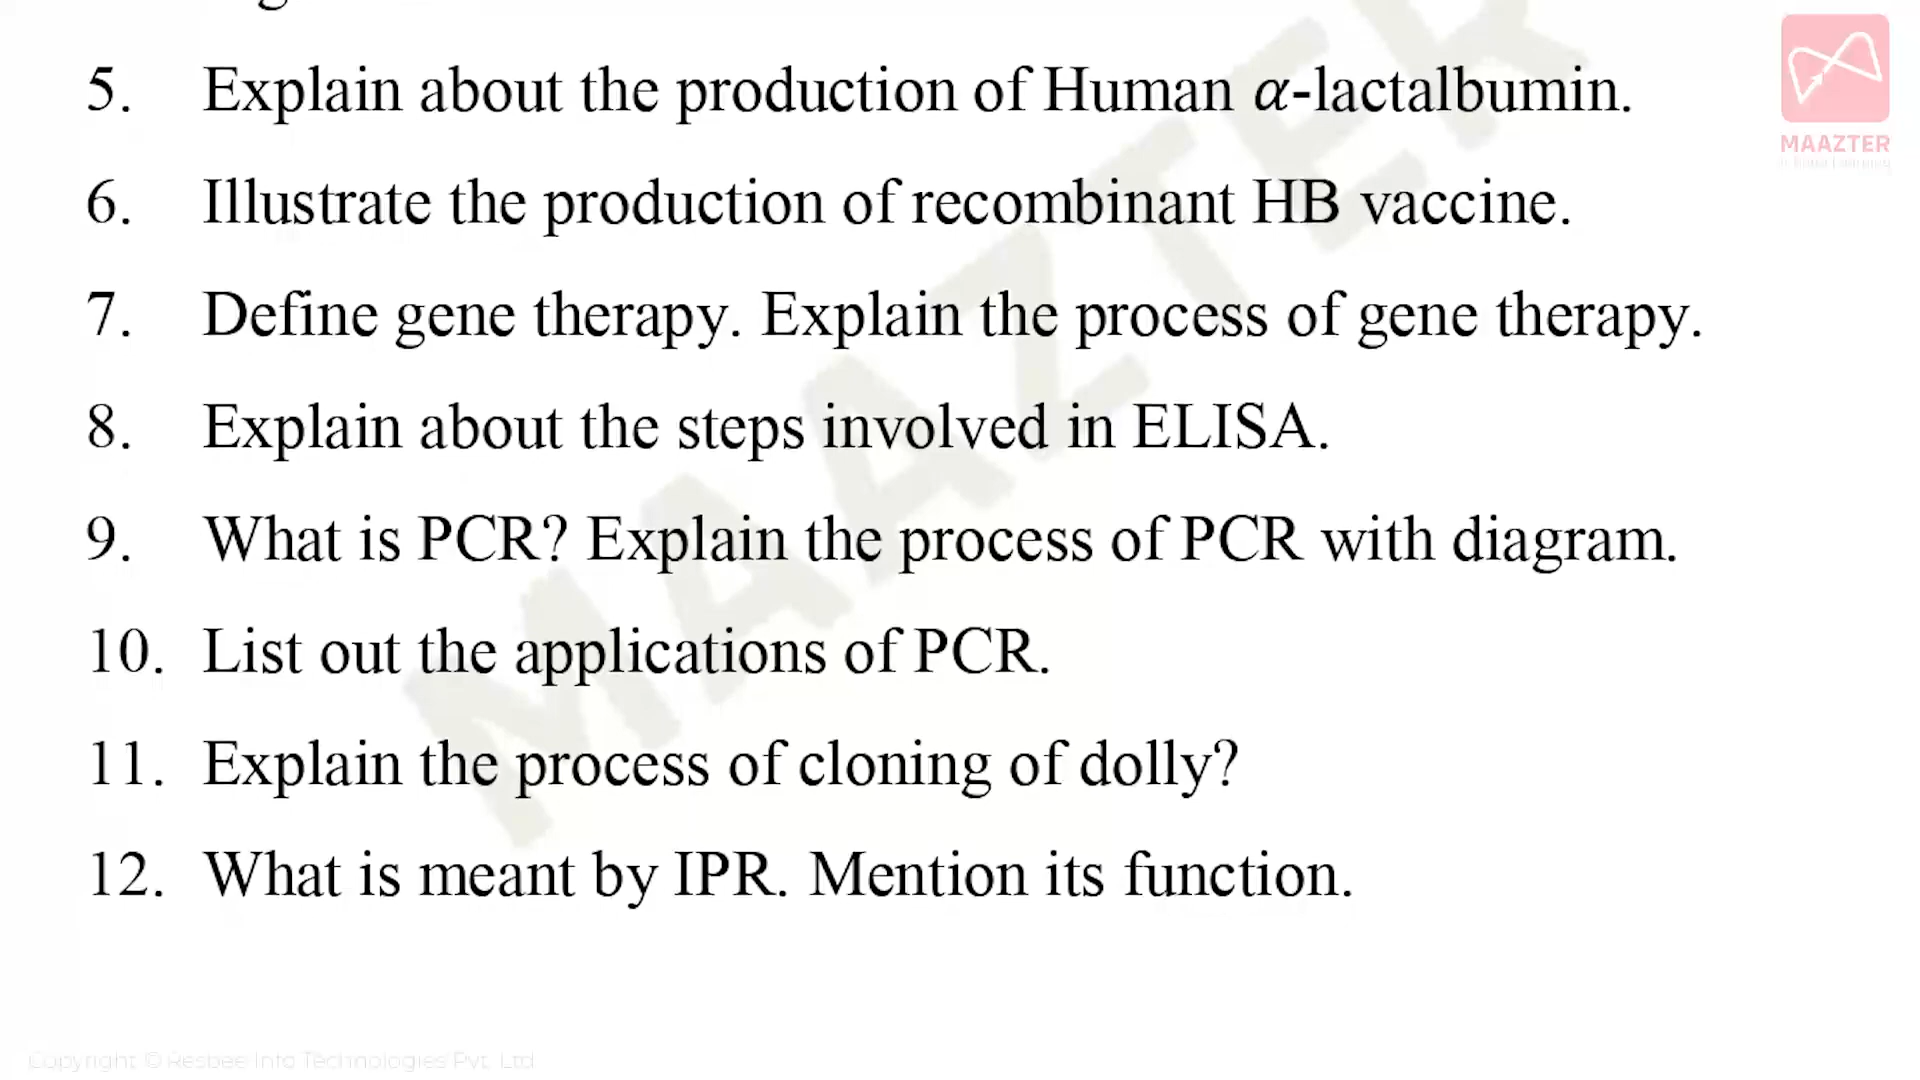 5. Explain about the production of Human α-lactalbumin.
MAAZTER
6. Illustrate the production of recombinant HB vaccine.
7. Define gene therapy. Explain the process of gene therapy.
8. Explain about the steps involved in ELISA.
9. What is PCR? Explain the process of PCR with diagram.
10. List out the applications of PCR.
11. Explain the process of cloning of dolly?
12. What is meant by IPR. Mention its function.
MAAZTER
Copyright © Resbee Info Technologies Pvt. Ltd